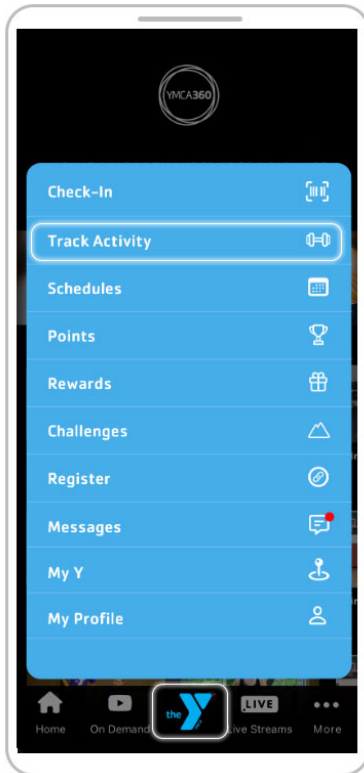 YMCA360
Check-In
Track Activity
Schedules
Points
Rewards
Challenges
Register
Messages
My Y
My Profile
the
Home
On Demand
LIVE
Live Streams
More